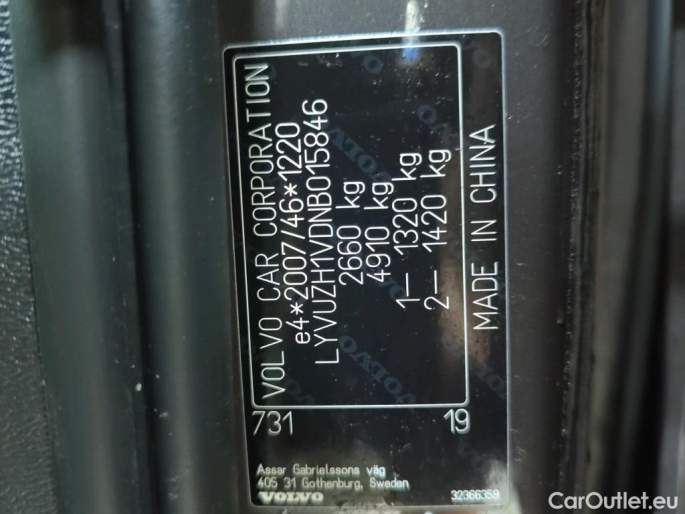 VOLVO CAR CORPORATION
e4*2007/46*1220
LYVUZH1VDNB015846
2660 kg
4910 kg
1– 1320 kg
2– 1420 kg
MADE IN CHINA
731
19
Assar Gabrielssons väg
405 31 Gothenburg, Sweden
VOLVO
32366359
CarOutlet.eu